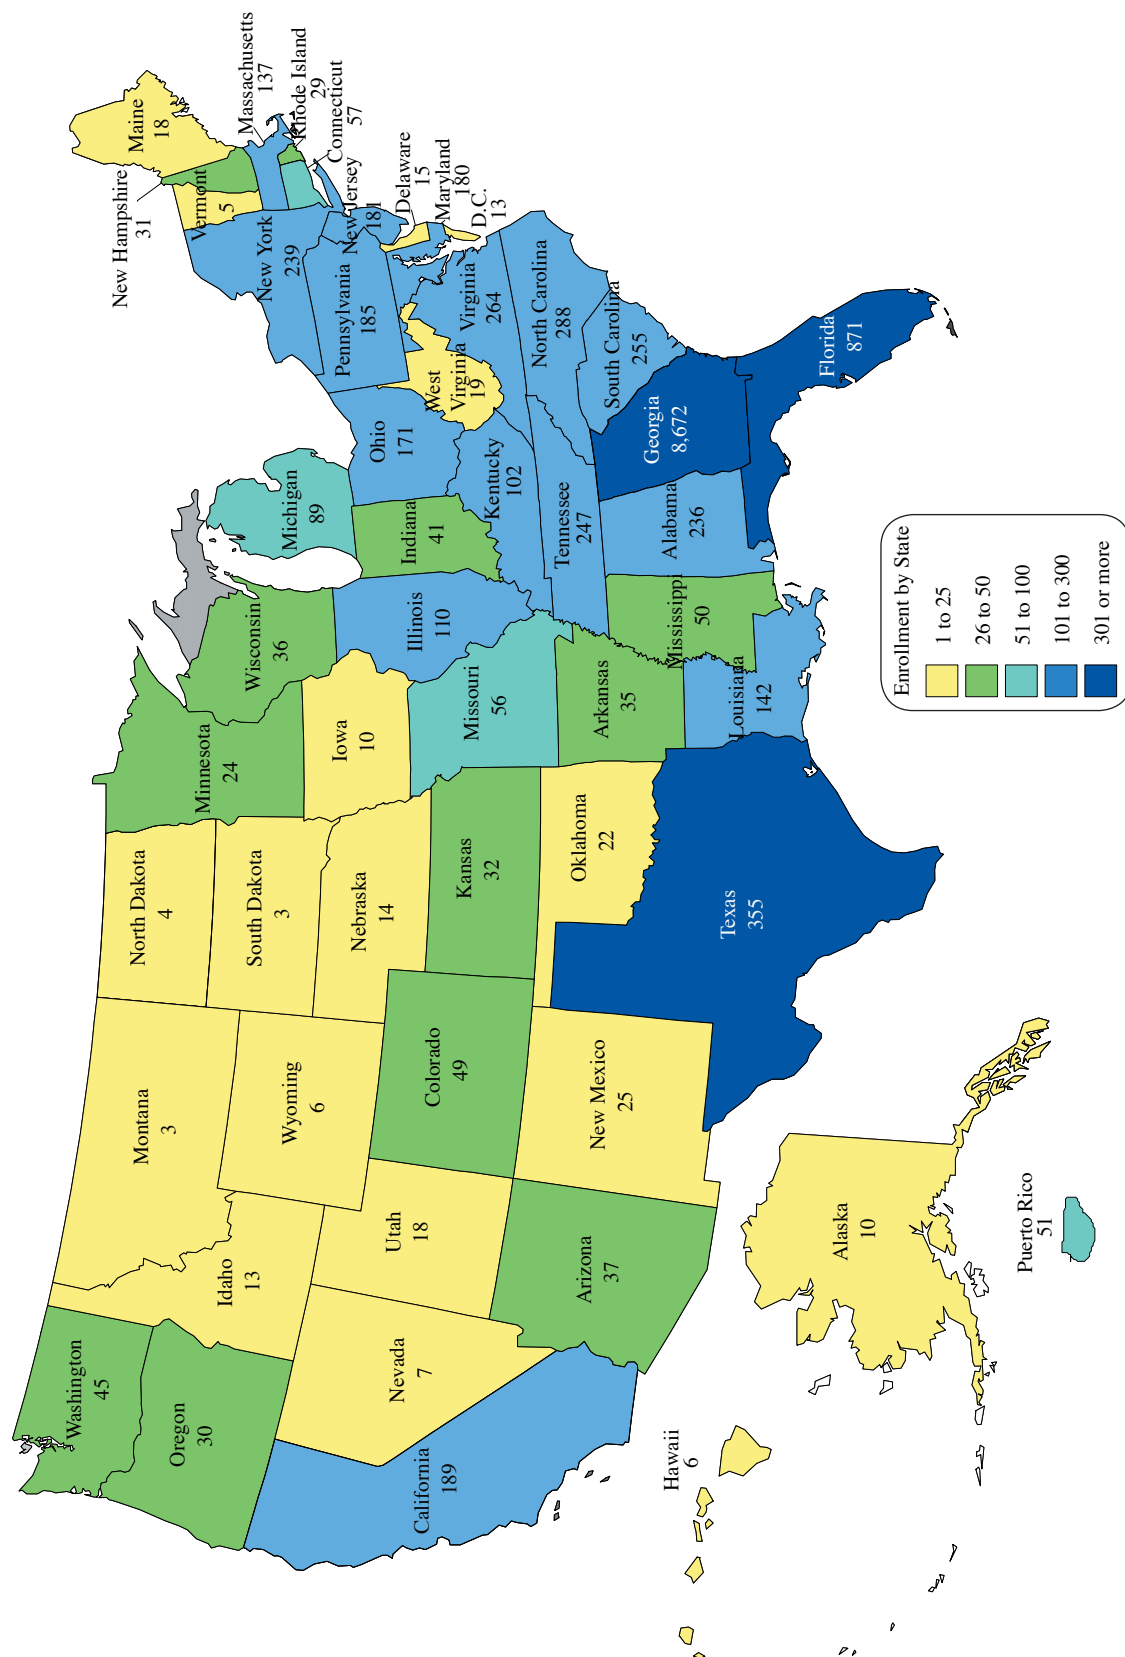 Washington
45
Oregon
30
California
189
Nevada
7
Idaho
13
Montana
3
Wyoming
6
Utah
18
Arizona
37
Colorado
49
New Mexico
25
North Dakota
4
South Dakota
3
Nebraska
14
Kansas
32
Oklahoma
22
Texas
355
Minnesota
24
Iowa
10
Missouri
56
Arkansas
35
Louisiana
142
Wisconsin
36
Illinois
110
Michigan
89
Indiana
41
Ohio
171
Kentucky
102
Tennessee
247
Mississippi
50
Alabama
236
Georgia
8,672
Florida
871
South Carolina
255
North Carolina
288
Virginia
264
West
Virginia
19
Pennsylvania
185
New York
239
Vermont
5
New Hampshire
31
Maine
18
Massachusetts
137
Rhode Island
29
Connecticut
57
New Jersey
181
Delaware
15
Maryland
180
D.C.
13
Alaska
10
Hawaii
6
Puerto Rico
51
Enrollment by State
1 to 25
26 to 50
51 to 100
101 to 300
301 or more